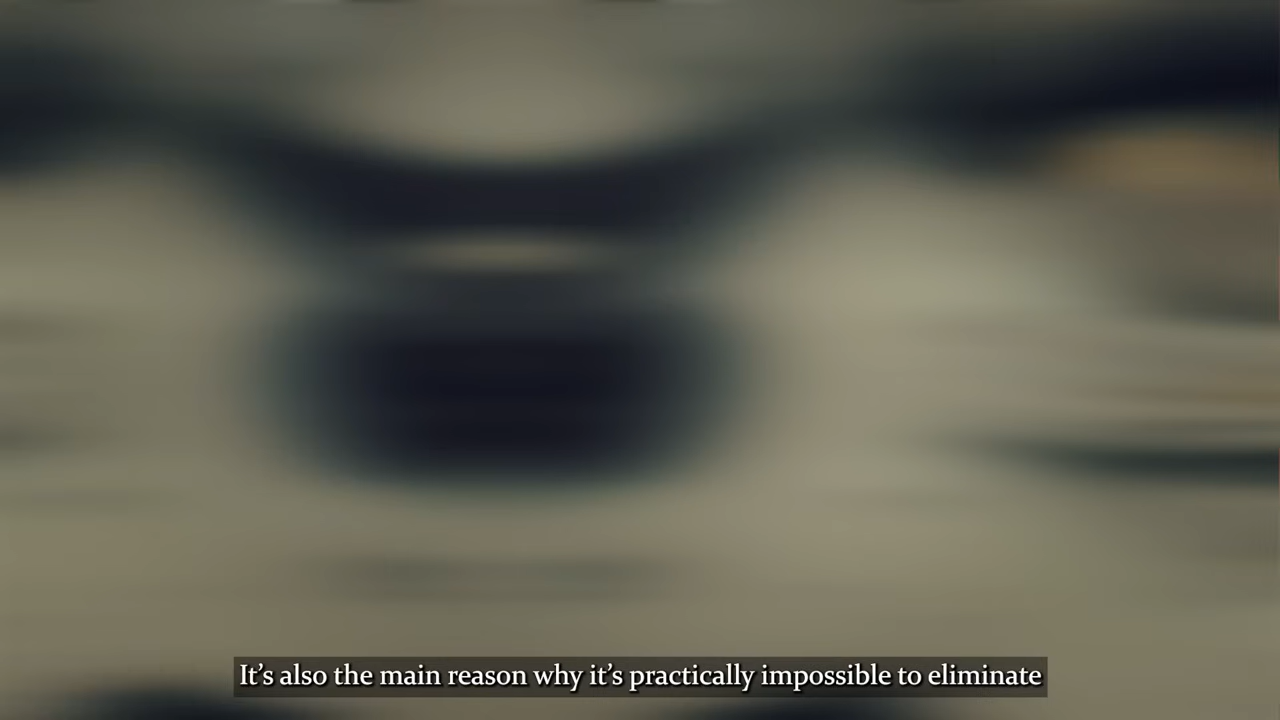 It’s also the main reason why it’s practically impossible to eliminate